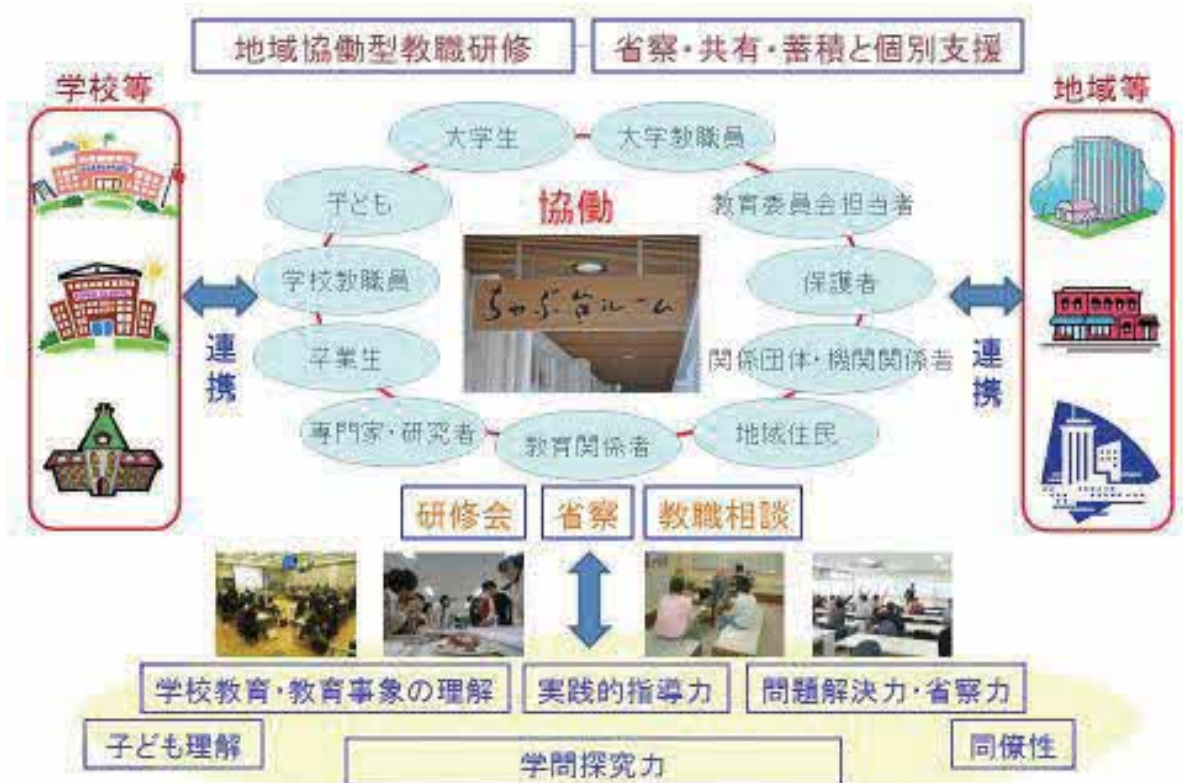 地域協働型教職研修
省察・共有・蓄積と個別支援
学校等
地域等
大学生
大学教職員
子ども
協働
教育委員会担当者
学校教職員
ちゃぶ台ルーム
保護者
連携
卒業生
関係団体・機関関係者
連携
専門家・研究者
教育関係者
地域住民
研修会
省察
教職相談
学校教育・教育事象の理解
実践的指導力
問題解決力・省察力
子ども理解
学問探究力
同僚性